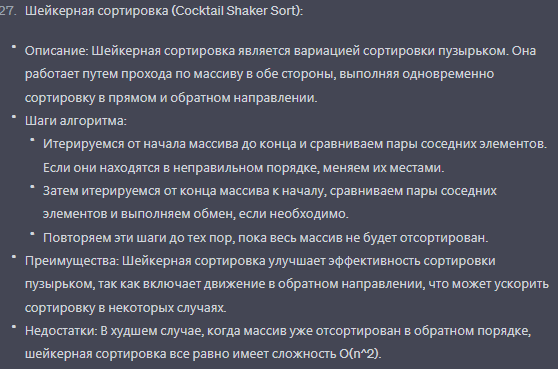 27. Шейкерная сортировка (Cocktail Shaker Sort):
• Описание: Шейкерная сортировка является вариацией сортировки пузырьком. Она
работает путем прохода по массиву в обе стороны, выполняя одновременно
сортировку в прямом и обратном направлении.
• Шаги алгоритма:
• Итерируемся от начала массива до конца и сравниваем пары соседних элементов.
Если они находятся в неправильном порядке, меняем их местами.
• Затем итерируемся от конца массива к началу, сравниваем пары соседних
элементов и выполняем обмен, если необходимо.
• Повторяем эти шаги до тех пор, пока весь массив не будет отсортирован.
• Преимущества: Шейкерная сортировка улучшает эффективность сортировки
пузырьком, так как включает движение в обратном направлении, что может ускорить
сортировку в некоторых случаях.
• Недостатки: В худшем случае, когда массив уже отсортирован в обратном порядке,
шейкерная сортировка все равно имеет сложность O(n^2).